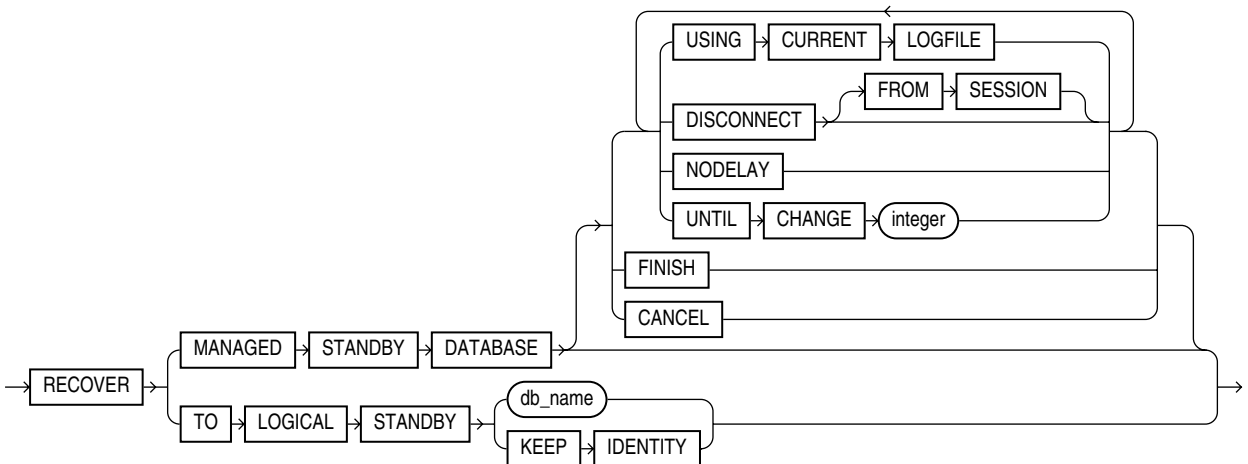 USING CURRENT LOGFILE
FROM SESSION
DISCONNECT
NODELAY
UNTIL CHANGE integer
FINISH
CANCEL
MANAGED STANDBY DATABASE
RECOVER
db_name
TO LOGICAL STANDBY
KEEP IDENTITY